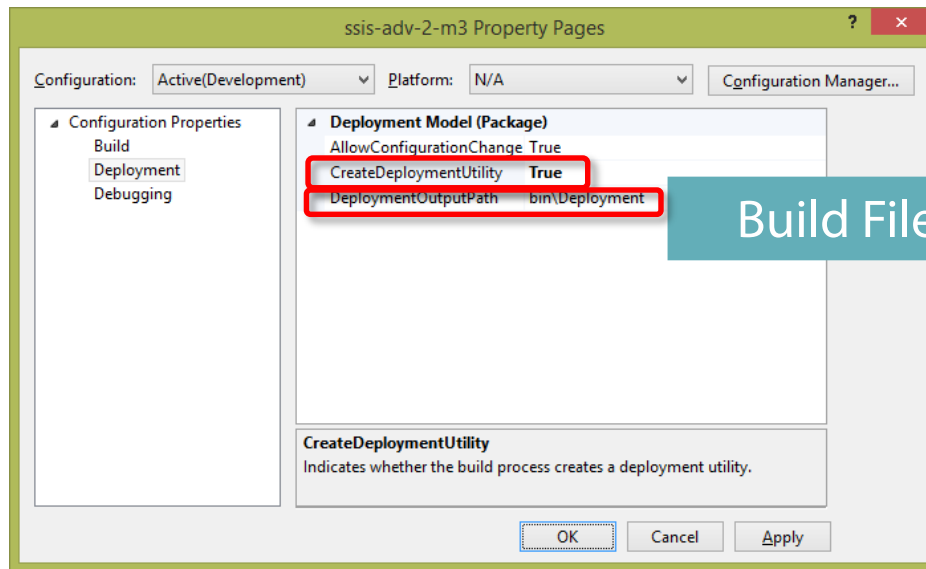 ssis-adv-2-m3 Property Pages ? ×
Configuration: Active(Development) Platform: N/A Configuration Manager...
Configuration Properties
Build
Deployment
Debugging
Deployment Model (Package)
AllowConfigurationChange True
CreateDeploymentUtility True
DeploymentOutputPath bin\Deployment
Build File
CreateDeploymentUtility
Indicates whether the build process creates a deployment utility.
OK Cancel Apply